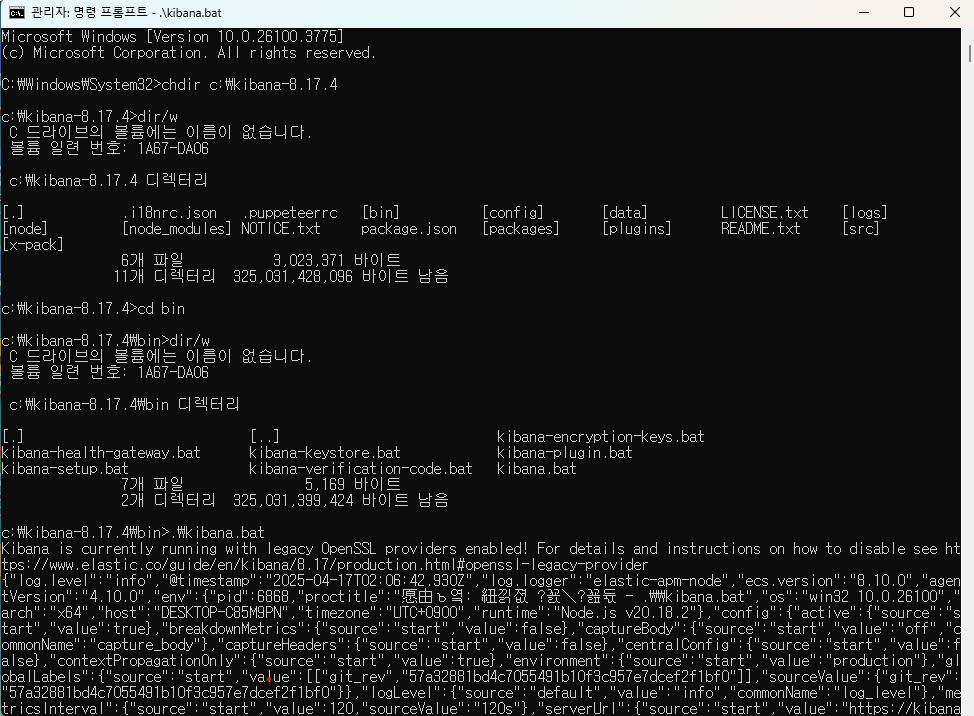 관리자: 명령 프롬프트 - .\kibana.bat
Microsoft Windows [Version 10.0.26100.3775]
(c) Microsoft Corporation. All rights reserved.
C:₩Windows₩System32>chdir c:₩kibana-8.17.4
c:₩kibana-8.17.4>dir/w
C 드라이브의 볼륨에는 이름이 없습니다.
볼륨 일련 번호: 1A67-DA06
c:₩kibana-8.17.4 디렉터리
[.] .i18nrc.json .puppeteerrc [bin] [config] [data] LICENSE.txt [logs]
[node] [node_modules] NOTICE.txt package.json [packages] [plugins] README.txt [src]
[x-pack]
6개 파일 3,023,371 바이트
11개 디렉터리 325,031,428,096 바이트 남음
c:₩kibana-8.17.4>cd bin
c:₩kibana-8.17.4₩bin>dir/w
C 드라이브의 볼륨에는 이름이 없습니다.
볼륨 일련 번호: 1A67-DA06
c:₩kibana-8.17.4₩bin 디렉터리
[.] [..] kibana-encryption-keys.bat
kibana-health-gateway.bat kibana-keystore.bat kibana-plugin.bat
kibana-setup.bat kibana-verification-code.bat kibana.bat
7개 파일 5,169 바이트
2개 디렉터리 325,031,399,424 바이트 남음
c:₩kibana-8.17.4₩bin>.₩kibana.bat
Kibana is currently running with legacy OpenSSL providers enabled! For details and instructions on how to disable see ht
tps://www.elastic.co/guide/en/kibana/8.17/production.html#openssl-legacy-provider
{"log.level":"info","@timestamp":"2025-04-17T02:06:42.930Z","log.logger":"elastic-apm-node","ecs.version":"8.10.0","agen
tVersion":"4.10.0","env":{"pid":6868,"proctitle":" - .₩₩kibana.bat","os":"win32 10.0.26100","
arch":"x64","host":"DESKTOP-C85M9PN","timezone":"UTC+0900","runtime":"Node.js v20.18.2"},"config":{"active":{"source":"s
tart","value":true},"breakdownMetrics":{"source":"start","value":false},"captureBody":{"source":"start","value":"off","c
ommonName":"capture_body"},"captureHeaders":{"source":"start","value":false},"centralConfig":{"source":"start","value":f
alse},"contextPropagationOnly":{"source":"start","value":true},"environment":{"source":"start","value":"production"},"gl
obalLabels":{"source":"start","value":[["git_rev","57a32881bd4c7055491b10f3c957e7dcef2f1bf0"]],"sourceValue":{"git_rev":
"57a32881bd4c7055491b10f3c957e7dcef2f1bf0"}},"logLevel":{"source":"default","value":"info","commonName":"log_level"},"me
tricsInterval":{"source":"start","value":120,"sourceValue":"120s"},"serverUrl":{"source":"start","value":"https://kibana